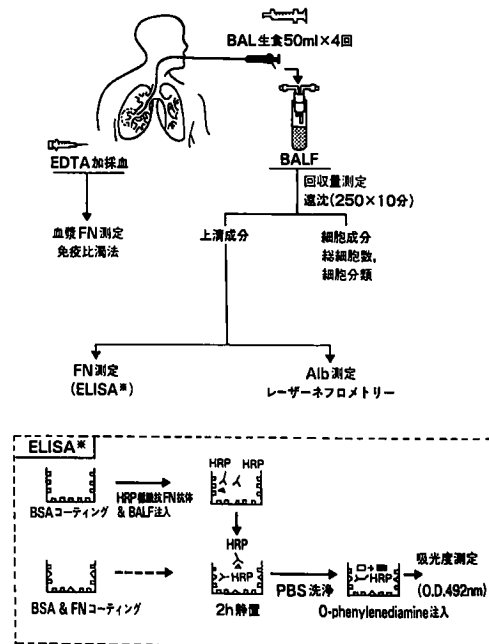 BAL生食50ml×4回
EDTA加採血
BALF
回収量測定
遠沈(250×10分)
血漿FN測定
免疫比濁法
上清成分
細胞成分
総細胞数,
細胞分類
FN測定
(ELISA※)
Alb測定
レーザーネフロメトリー
ELISA※
HRP HRP
BSAコーティング
HRP標識抗FN抗体
& BALF注入
HRP
HRP
HRP
吸光度測定
(O.D.492nm)
BSA & FNコーティング
2h静置
PBS洗浄
O-phenylenediamine注入